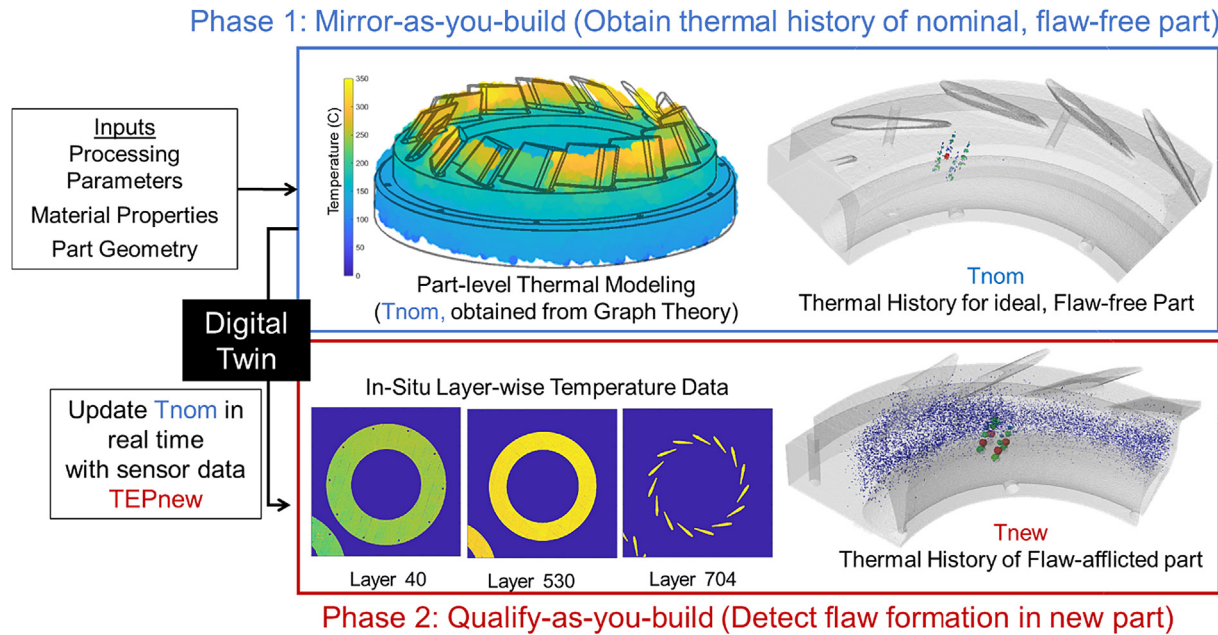 Phase 1: Mirror-as-you-build (Obtain thermal history of nominal, flaw-free part)
Inputs
Processing
Parameters
Material Properties
Part Geometry
Temperature (C)
350
300
250
200
150
100
50
0
Part-level Thermal Modeling
(Tnom, obtained from Graph Theory)
Tnom
Thermal History for ideal, Flaw-free Part
Digital
Twin
Update Tnom in
real time
with sensor data
TEPnew
In-Situ Layer-wise Temperature Data
Layer 40
Layer 530
Layer 704
Tnew
Thermal History of Flaw-afflicted part
Phase 2: Qualify-as-you-build (Detect flaw formation in new part)